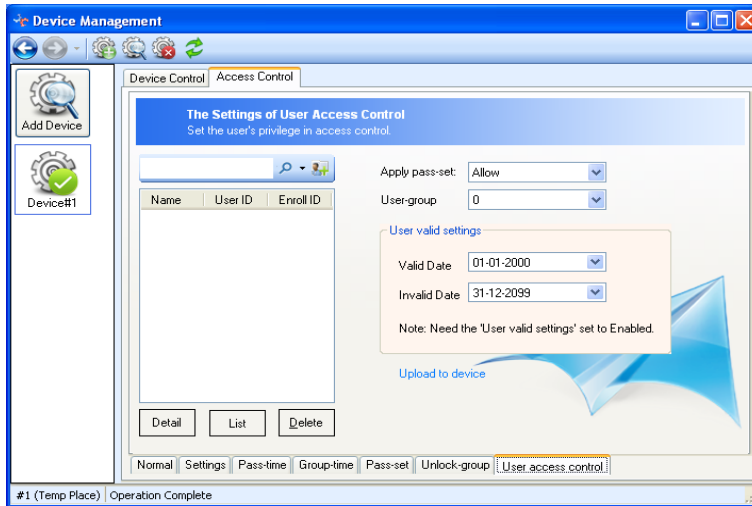 Device Management
Device Control Access Control
Add Device
Device#1
The Settings of User Access Control
Set the user's privilege in access control.
Name User ID Enroll ID
Apply pass-set: Allow
User-group 0
User valid settings
Valid Date 01-01-2000
Invalid Date 31-12-2099
Note: Need the 'User valid settings' set to Enabled.
Upload to device
Detail List Delete
Normal Settings Pass-time Group-time Pass-set Unlock-group User access control
#1 (Temp Place) Operation Complete